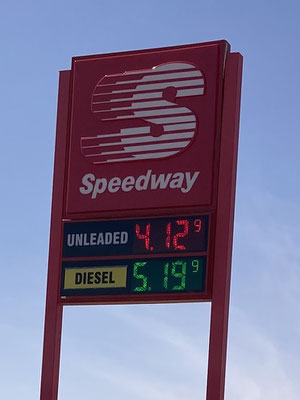 S
Speedway
UNLEADED 4.12 9
DIESEL 5.19 9